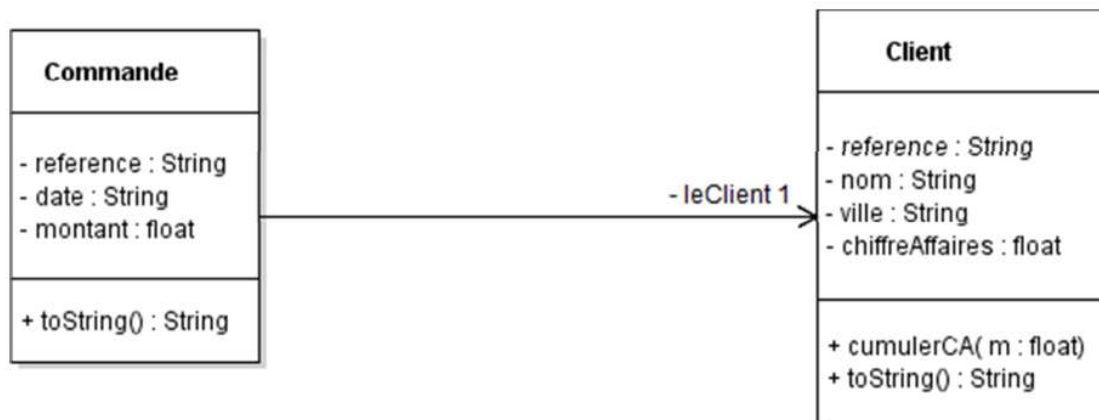 Commande
- reference : String
- date : String
- montant : float
+ toString() : String
- leClient 1
Client
- reference : String
- nom : String
- ville : String
- chiffreAffaires : float
+ cumulerCA( m : float)
+ toString() : String